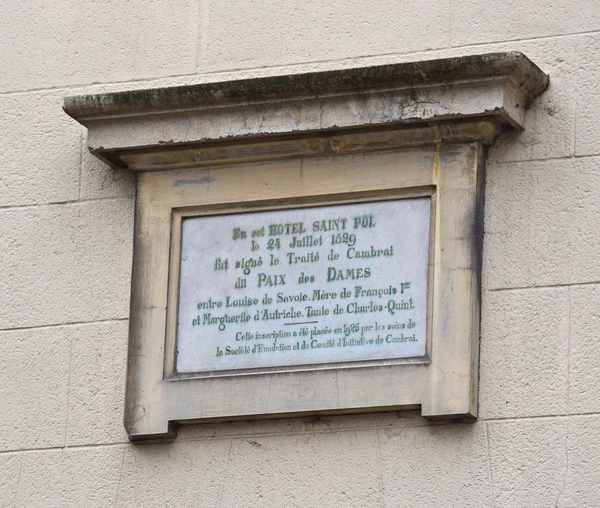 En cet HOTEL SAINT POL
le 24 Juillet 1529
fut signé le Traité de Cambrai
dit PAIX des DAMES
entre Louise de Savoie. Mère de François 1er
et Marguerite d'Autriche. Tante de Charles-Quint.
Cette inscription a été placée en 1925 par les soins de
la Société d'Emulation et du Comité d'Initiative de Cambrai.